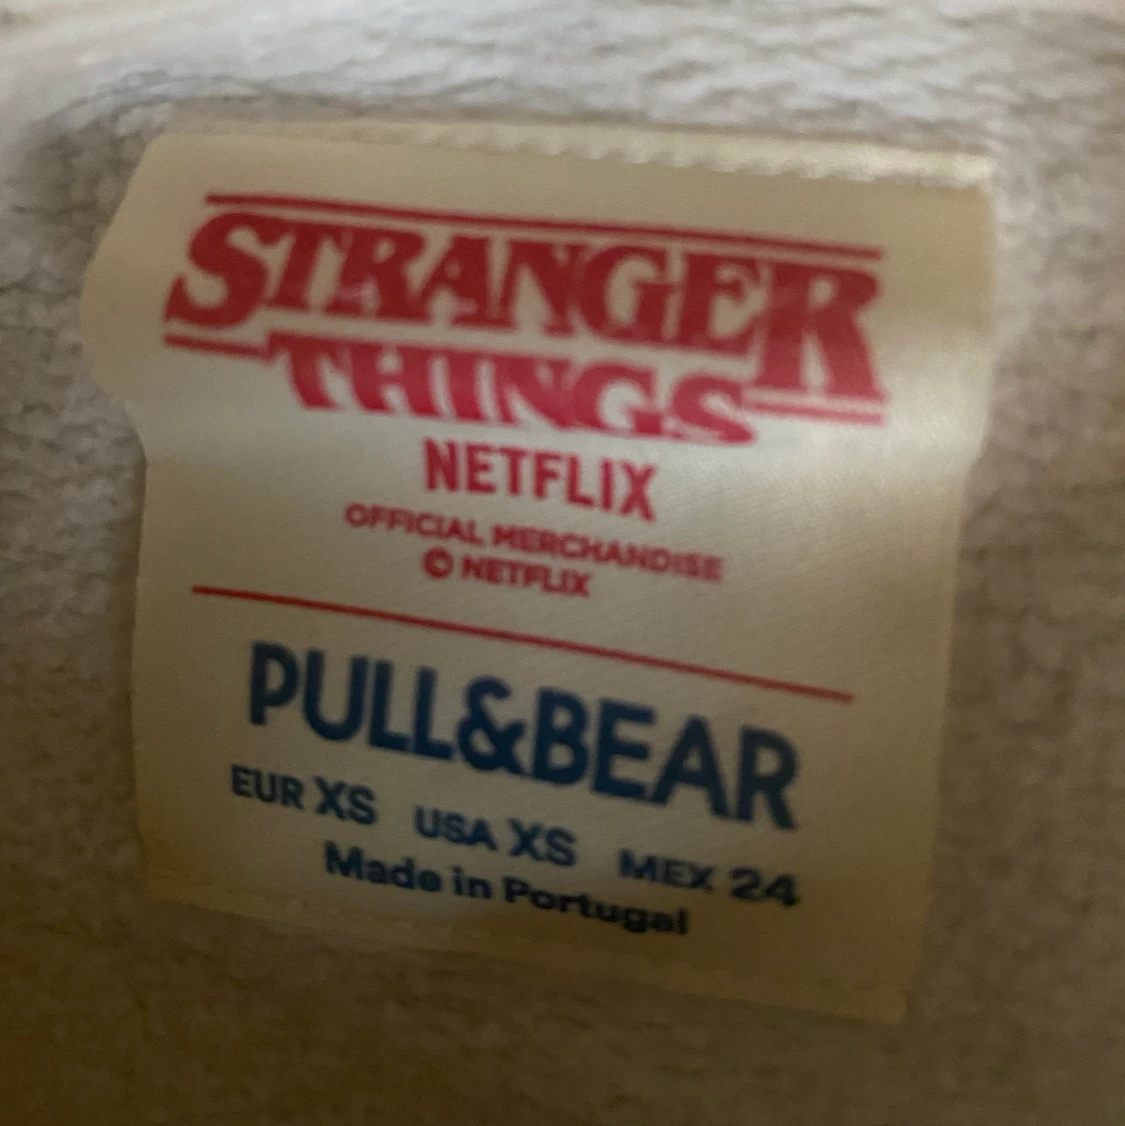 STRANGER
THINGS
NETFLIX
OFFICIAL MERCHANDISE
© NETFLIX
PULL&BEAR
EUR XS USA XS MEX 24
Made in Portugal